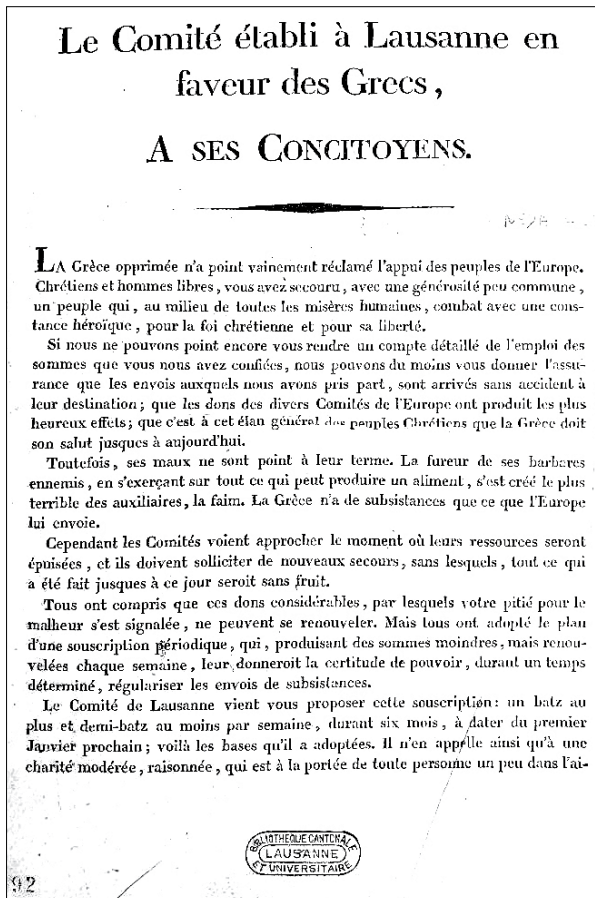 Le Comité établi à Lausanne en
faveur des Grecs,
A SES CONCITOYENS.
LA Grèce opprimée n'a point vainement réclamé l'appui des peuples de l'Europe.
Chrétiens et hommes libres, vous avez secouru, avec une générosité peu commune,
un peuple qui, au milieu de toutes les misères humaines, combat avec une cons-
tance héroïque, pour la foi chrétienne et pour sa liberté.
Si nous ne pouvons point encore vous rendre un compte détaillé de l'emploi des
sommes que vous nous avez confiées, nous pouvons du moins vous donner l'assu-
rance que les envois auxquels nous avons pris part, sont arrivés sans accident à
leur destination; que les dons des divers Comités de l'Europe ont produit les plus
heureux effets; que c'est à cet élan général des peuples Chrétiens que la Grèce doit
son salut jusques à aujourd'hui.
Toutefois, ses maux ne sont point à leur terme. La fureur de ses barbares
ennemis, en s'exerçant sur tout ce qui peut produire un aliment, s'est créé le plus
terrible des auxiliaires, la faim. La Grèce n'a de subsistances que ce que l'Europe
lui envoie.
Cependant les Comités voient approcher le moment où leurs ressources seront
épuisées, et ils doivent solliciter de nouveaux secours, sans lesquels, tout ce qui
a été fait jusques à ce jour seroit sans fruit.
Tous ont compris que ces dons considérables, par lesquels votre pitié pour le
malheur s'est signalée, ne peuvent se renouveler. Mais tous ont adopté le plan
d'une souscription périodique, qui, produisant des sommes moindres, mais renou-
velées chaque semaine, leur donneroit la certitude de pouvoir, durant un temps
déterminé, régulariser les envois de subsistances.
Le Comité de Lausanne vient vous proposer cette souscription: un batz au
plus et demi-batz au moins par semaine, durant six mois, à dater du premier
Janvier prochain; voilà les bases qu'il a adoptées. Il n'en appelle ainsi qu'à une
charité modérée, raisonnée, qui est à la portée de toute personne un peu dans l'ai-
BIBLIOTHEQUE CANTONALE
LAUSANNE
ET UNIVERSITAIRE
92